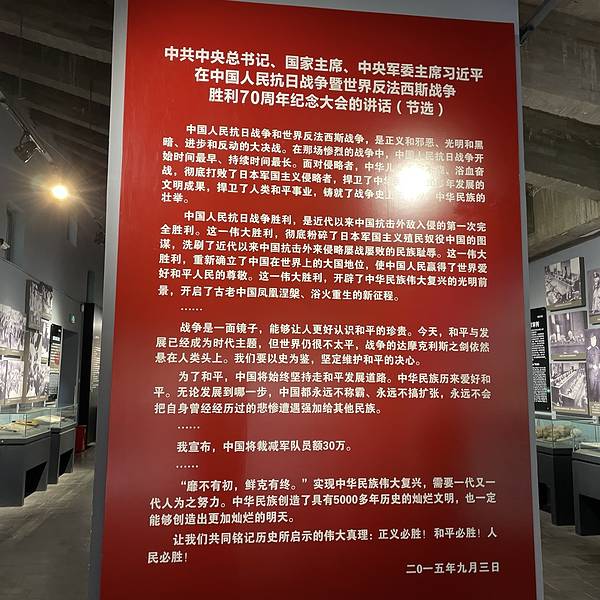 中共中央总书记、国家主席、中央军委主席习近平
在中国人民抗日战争暨世界反法西斯战争
胜利70周年纪念大会的讲话（节选）
中国人民抗日战争和世界反法西斯战争，是正义和邪恶、光明和黑
暗、进步和反动的大决战。在那场惨烈的战争中，中国人民抗日战争开
始时间最早、持续时间最长。面对侵略者，中华儿 浴血奋
战，彻底打败了日本军国主义侵略者，捍卫了中华 年发展的
文明成果，捍卫了人类和平事业，铸就了战争史上 中华民族的
壮举。
中国人民抗日战争胜利，是近代以来中国抗击外敌入侵的第一次完
全胜利。这一伟大胜利，彻底粉碎了日本军国主义殖民奴役中国的图
谋，洗刷了近代以来中国抗击外来侵略屡战屡败的民族耻辱。这一伟大
胜利，重新确立了中国在世界上的大国地位，使中国人民赢得了世界爱
好和平人民的尊敬。这一伟大胜利，开辟了中华民族伟大复兴的光明前
景，开启了古老中国凤凰涅槃、浴火重生的新征程。
……
战争是一面镜子，能够让人更好认识和平的珍贵。今天，和平与发
展已经成为时代主题，但世界仍很不太平，战争的达摩克利斯之剑依然
悬在人类头上。我们要以史为鉴，坚定维护和平的决心。
为了和平，中国将始终坚持走和平发展道路。中华民族历来爱好和
平。无论发展到哪一步，中国都永远不称霸、永远不搞扩张，永远不会
把自身曾经经历过的悲惨遭遇强加给其他民族。
……
我宣布，中国将裁减军队员额30万。
……
“靡不有初，鲜克有终。”实现中华民族伟大复兴，需要一代又一
代人为之努力。中华民族创造了具有5000多年历史的灿烂文明，也一定
能够创造出更加灿烂的明天。
让我们共同铭记历史所启示的伟大真理：正义必胜！和平必胜！人
民必胜！
二〇一五年九月三日